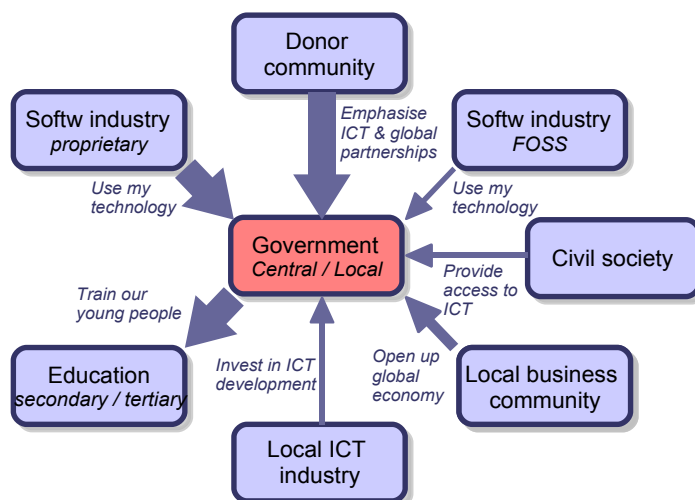 Donor
community
Softw industry
proprietary
Emphasise
ICT & global
partnerships
Softw industry
FOSS
Use my
technology
Use my
technology
Government
Central / Local
Civil society
Provide
access to
ICT
Train our
young people
Education
secondary / tertiary
Invest in ICT
development
Open up
global
economy
Local business
community
Local ICT
industry